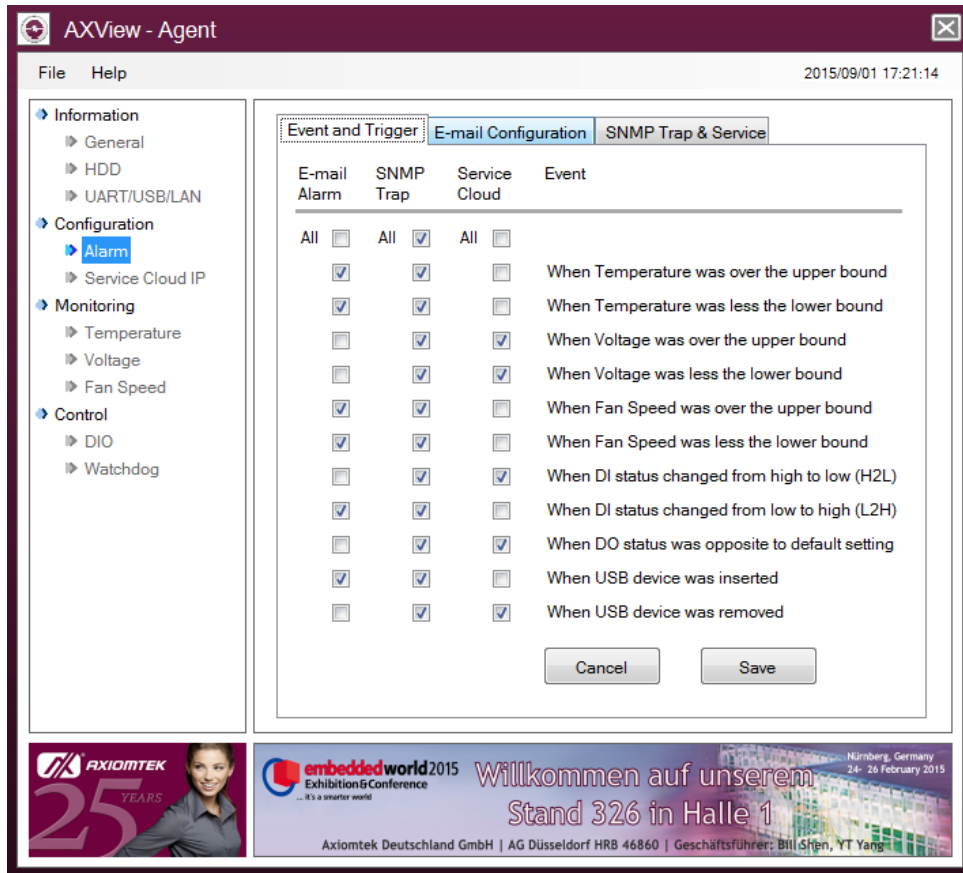 AXView - Agent
File Help 2015/09/01 17:21:14
Information
General
HDD
UART/USB/LAN
Configuration
Alarm
Service Cloud IP
Monitoring
Temperature
Voltage
Fan Speed
Control
DIO
Watchdog
Event and Trigger E-mail Configuration SNMP Trap & Service
E-mail Alarm SNMP Trap Service Cloud Event
All All All
When Temperature was over the upper bound
When Temperature was less the lower bound
When Voltage was over the upper bound
When Voltage was less the lower bound
When Fan Speed was over the upper bound
When Fan Speed was less the lower bound
When DI status changed from high to low (H2L)
When DI status changed from low to high (L2H)
When DO status was opposite to default setting
When USB device was inserted
When USB device was removed
Cancel Save
AXIOMTEK
25 YEARS
embeddedworld2015
Exhibition&Conference
... it's a smarter world
Willkommen auf unserem
Stand 326 in Halle 1
Nürnberg, Germany
24- 26 February 2015
Axiomtek Deutschland GmbH | AG Düsseldorf HRB 46860 | Geschäftsführer: Bill Shen, YT Yang